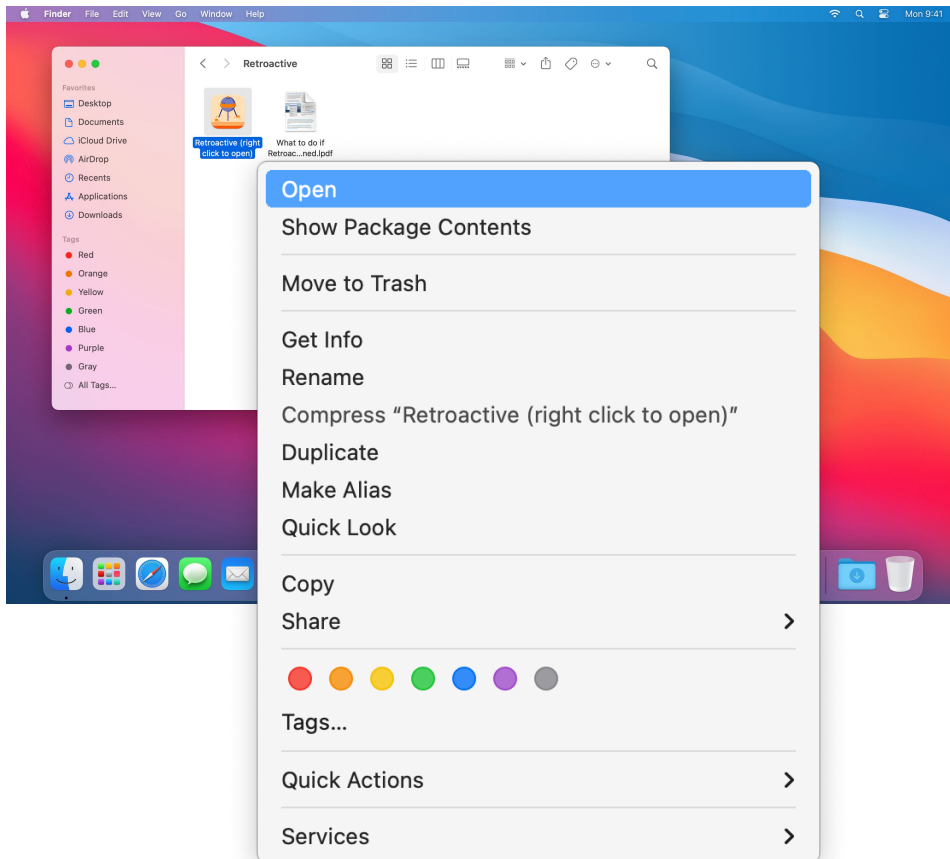 Finder File Edit View Go Window Help Mon 9:41
Retroactive
Favorites
Desktop
Documents
iCloud Drive
AirDrop
Recents
Applications
Downloads
Tags
Red
Orange
Yellow
Green
Blue
Purple
Gray
All Tags...
Retroactive (right
click to open)
What to do if
Retroac...ned.lpdf
Open
Show Package Contents
Move to Trash
Get Info
Rename
Compress “Retroactive (right click to open)”
Duplicate
Make Alias
Quick Look
Copy
Share
Tags...
Quick Actions
Services